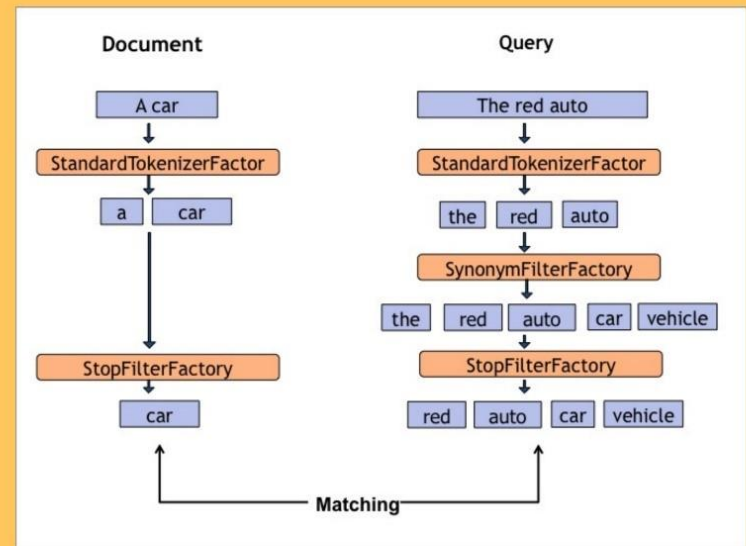 Document
A car
StandardTokenizerFactor
a car
StopFilterFactory
car
Query
The red auto
StandardTokenizerFactor
the red auto
SynonymFilterFactory
the red auto car vehicle
StopFilterFactory
red auto car vehicle
Matching